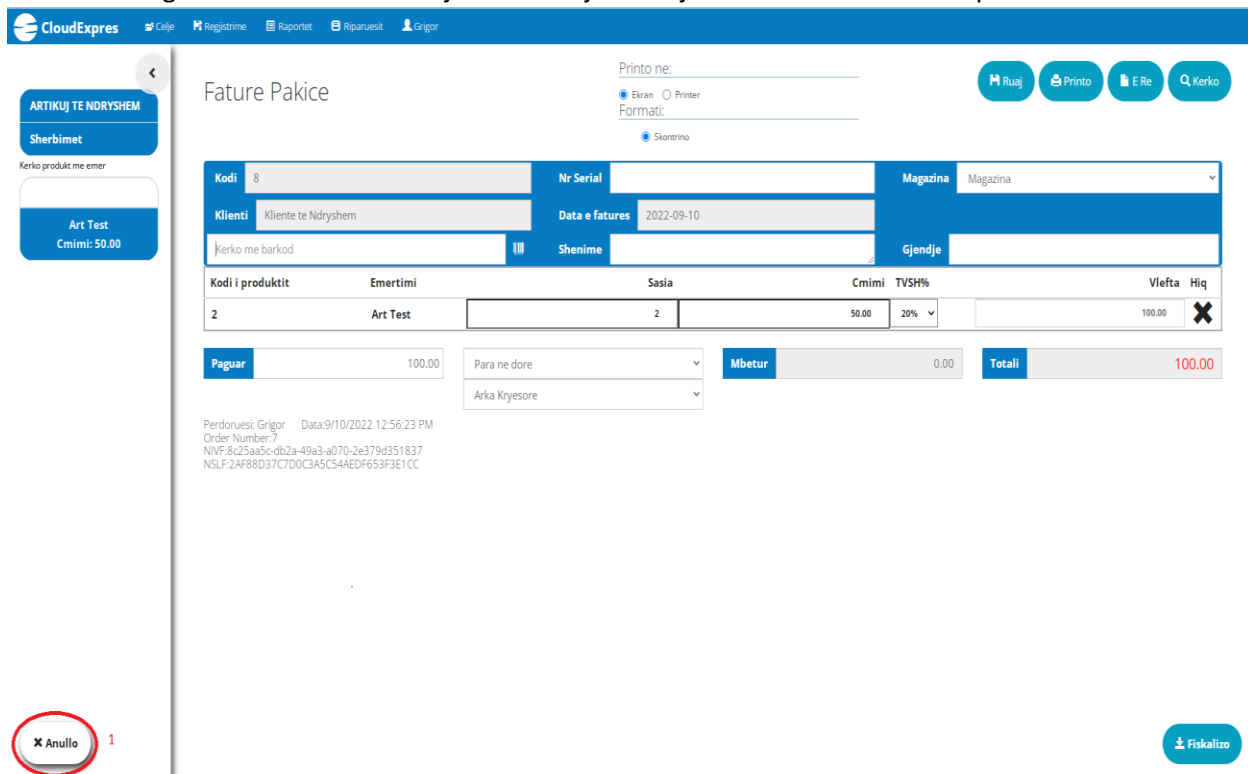 CloudExpres Celje Regjistrime Raportet Riparuesit Grigor
Fature Pakice
Printo ne:
Ekran Printer
Formati:
Skontrino
Ruaj Printo E Re Kerko
ARTIKUJ TE NDRYSHEM
Sherbimet
Kerko produkt me emer
Art Test
Cmimi: 50.00
Kodi 8 Nr Serial Magazina Magazina
Klienti Kliente te Ndryshem Data e fatures 2022-09-10
Kerko me barkod Shenime Gjendje
Kodi i produktit Emertimi Sasia Cmimi TVSH% Vlefta Hiq
2 Art Test 2 50.00 20% 100.00
Paguar 100.00 Para ne dore Mbetur 0.00 Totali 100.00
Arka Kryesore
Perdoruesi: Grigor Data:9/10/2022 12:56:23 PM
Order Number:7
NIVF:8c25aa5c-db2a-49a3-a070-2e379d351837
NSLF:2AF88D37C7D0C3A5C54AEDF653F3E1CC
Anullo 1
Fiskalizo